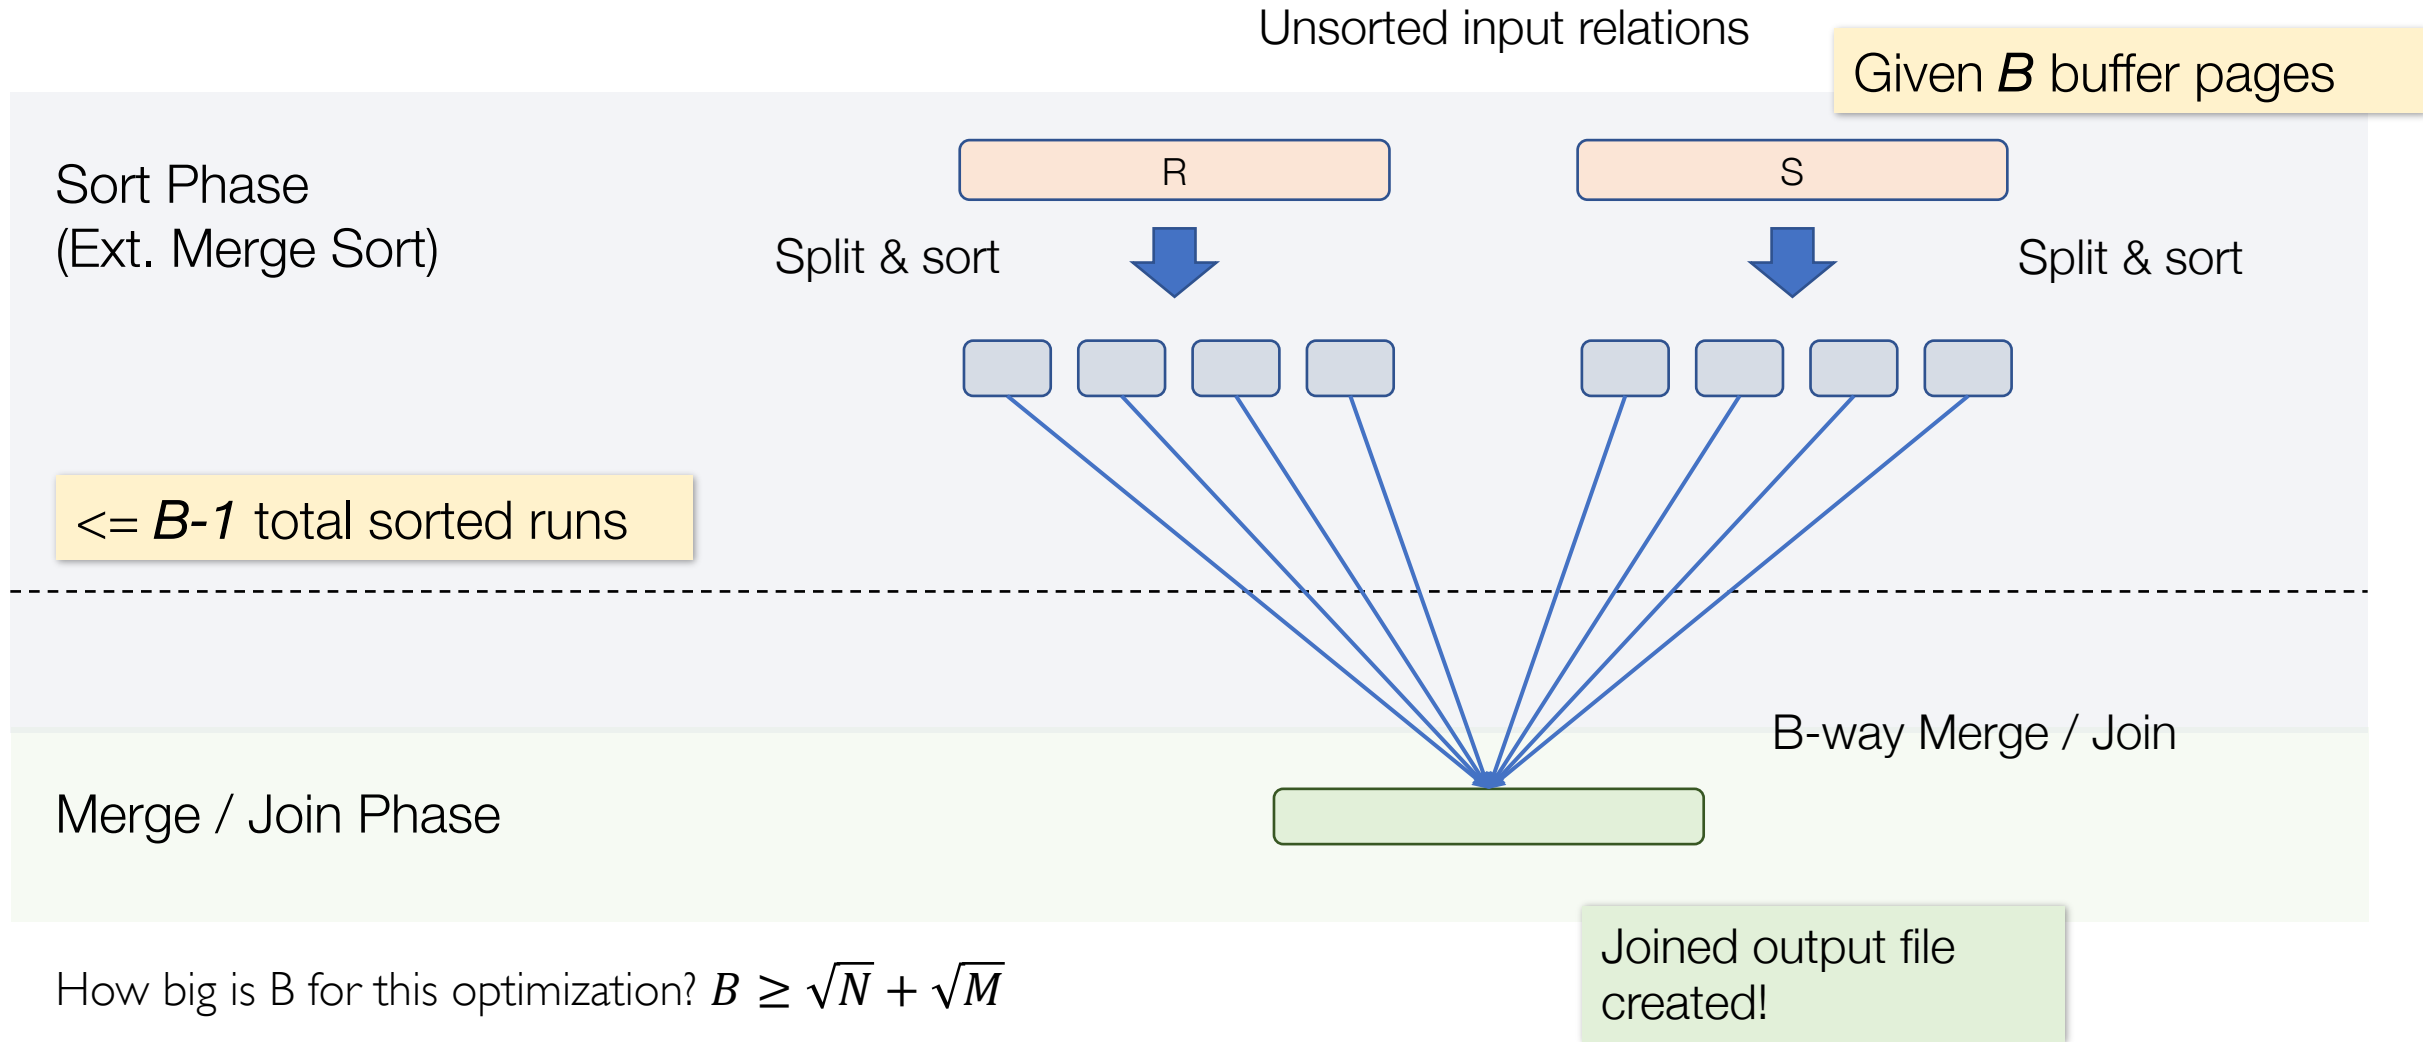 Unsorted input relations
Given B buffer pages
Sort Phase
(Ext. Merge Sort)
R
S
Split & sort
Split & sort
<= B-1 total sorted runs
B-way Merge / Join
Merge / Join Phase
Joined output file
created!
How big is B for this optimization? B ≥ √N + √M